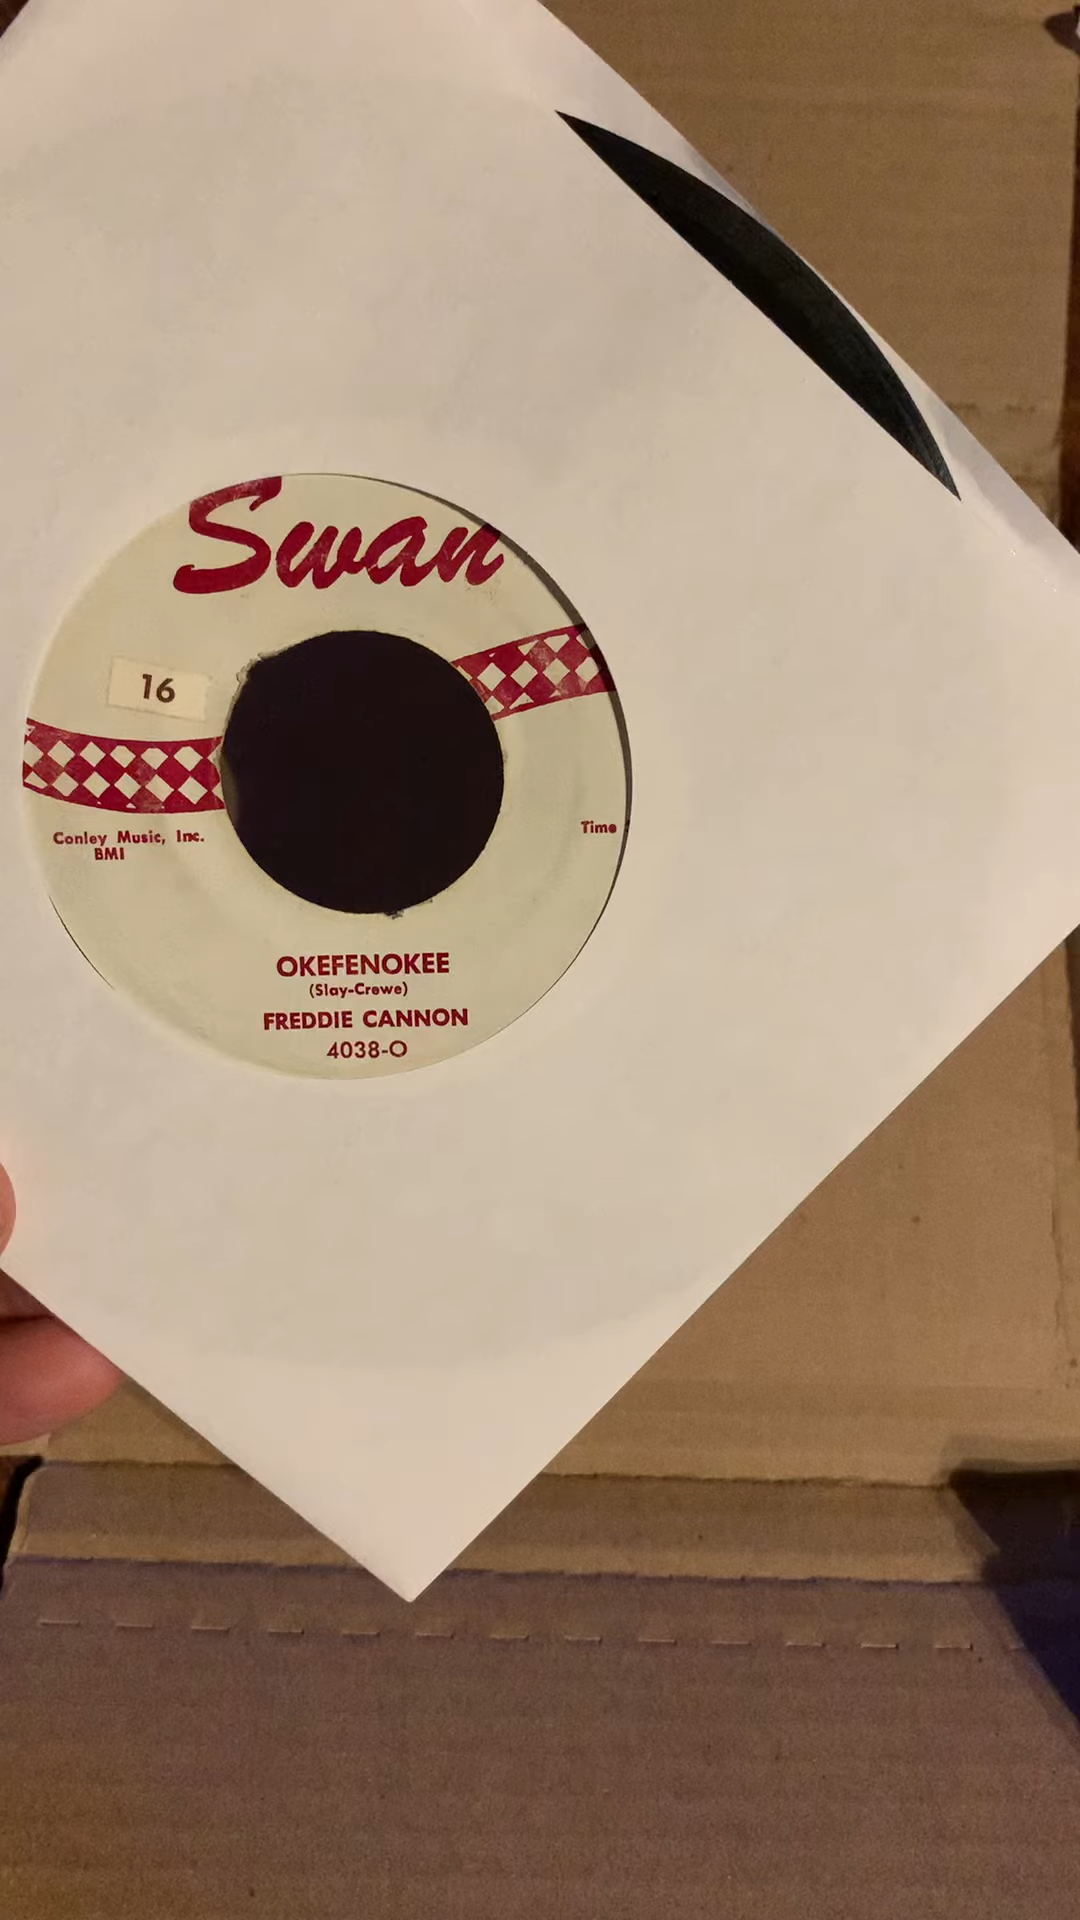 Swan
16
Conley Music, Inc.
BMI
Time
OKEFENOKEE
(Slay-Crewe)
FREDDIE CANNON
4038-O